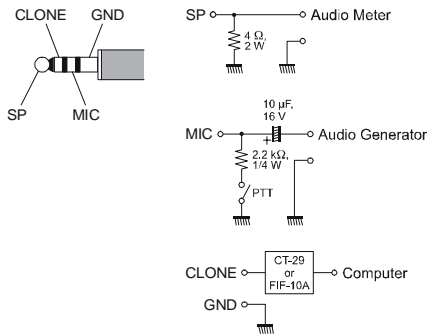 CLONE GND
SP MIC
SP Audio Meter
4 Ω,
2 W
10 µF,
16 V
MIC + Audio Generator
2.2 kΩ,
1/4 W
PTT
CLONE CT-29 or FIF-10A Computer
GND